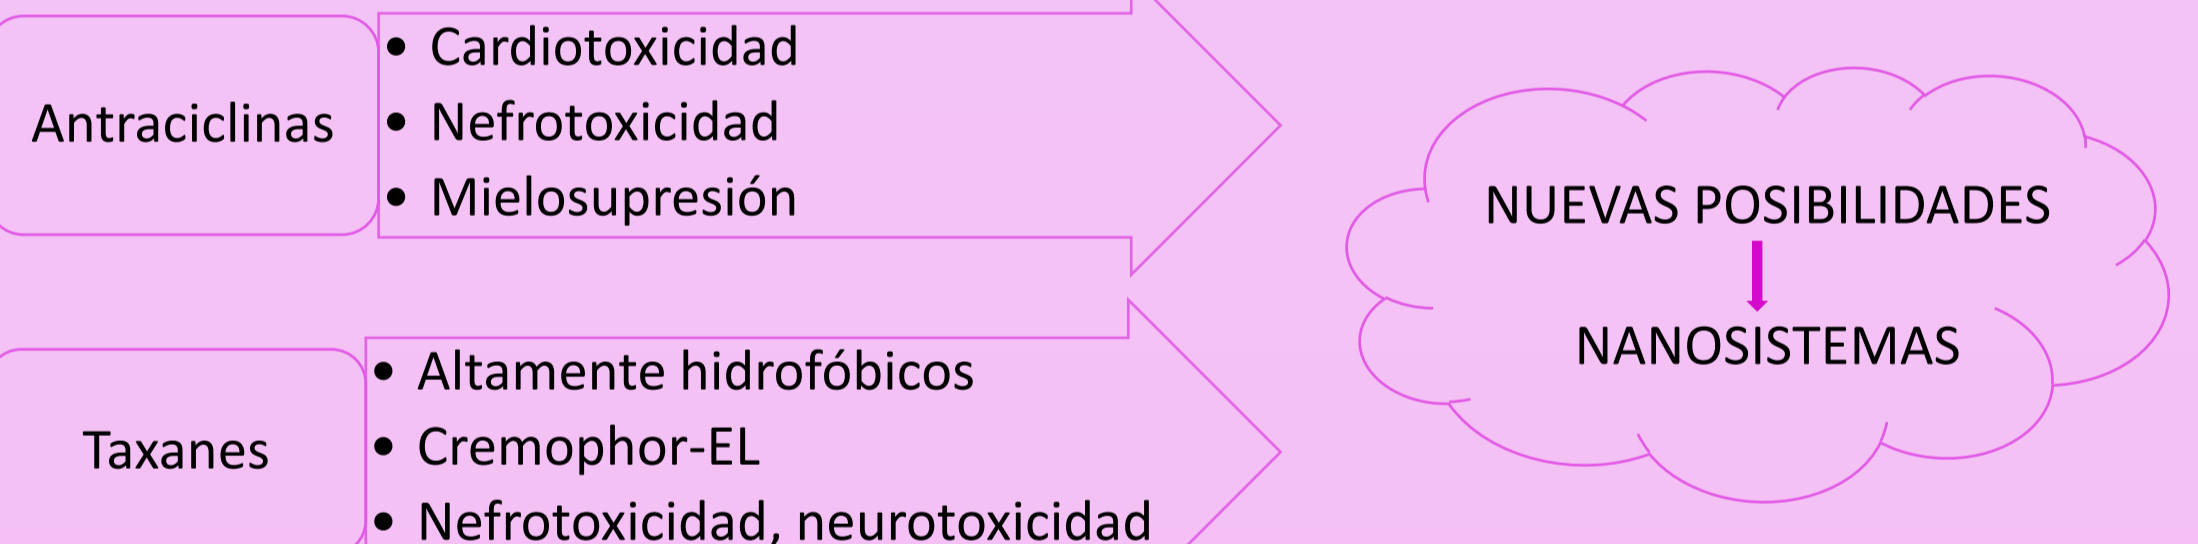 Antraciclinas
• Cardiotoxicidad
• Nefrotoxicidad
• Mielosupresión
Taxanes
• Altamente hidrofóbicos
• Cremophor-EL
• Nefrotoxicidad, neurotoxicidad
NUEVAS POSIBILIDADES
NANOSISTEMAS